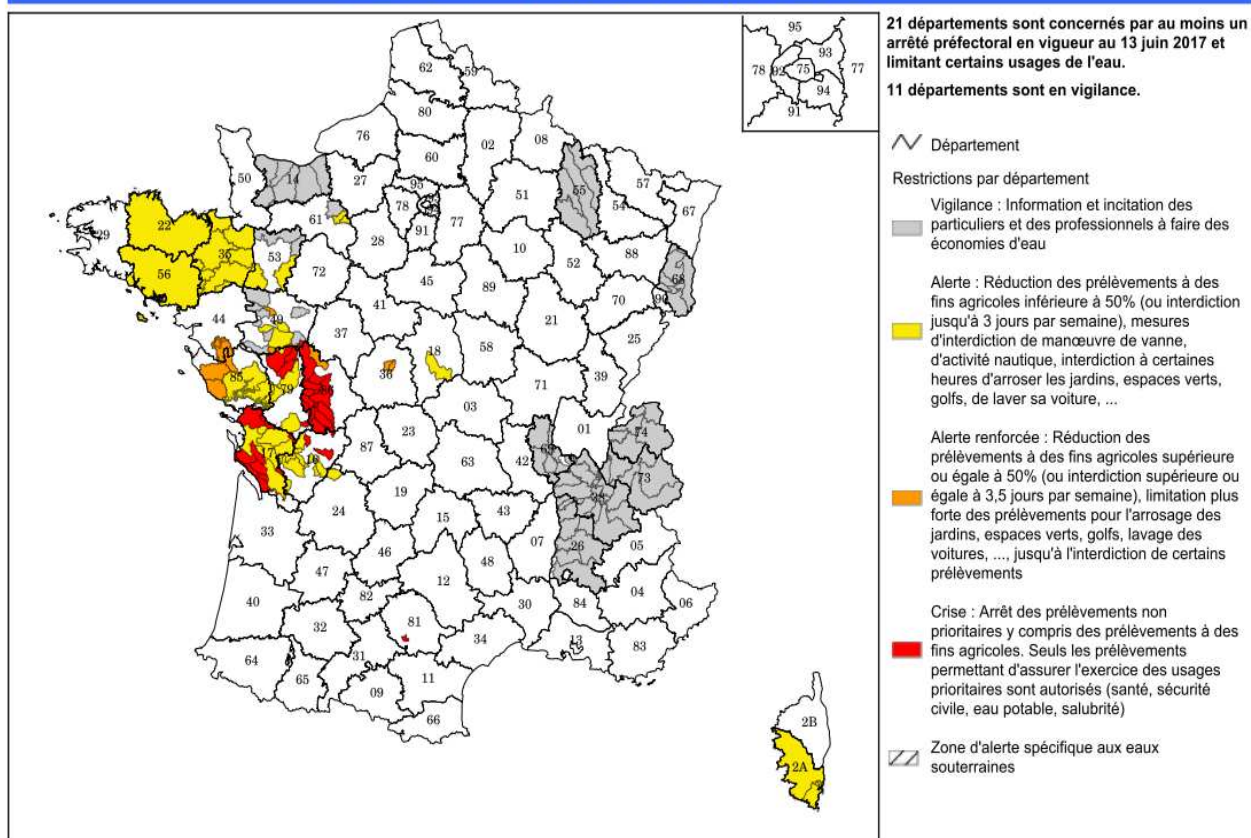 21 départements sont concernés par au moins un
arrêté préfectoral en vigueur au 13 juin 2017 et
limitant certains usages de l'eau.
11 départements sont en vigilance.
Département
Restrictions par département
Vigilance : Information et incitation des
particuliers et des professionnels à faire des
économies d'eau
Alerte : Réduction des prélèvements à des
fins agricoles inférieure à 50% (ou interdiction
jusqu'à 3 jours par semaine), mesures
d'interdiction de manœuvre de vanne,
d'activité nautique, interdiction à certaines
heures d'arroser les jardins, espaces verts,
golfs, de laver sa voiture, ...
Alerte renforcée : Réduction des
prélèvements à des fins agricoles supérieure
ou égale à 50% (ou interdiction supérieure ou
égale à 3,5 jours par semaine), limitation plus
forte des prélèvements pour l'arrosage des
jardins, espaces verts, golfs, lavage des
voitures, ..., jusqu'à l'interdiction de certains
prélèvements
Crise : Arrêt des prélèvements non
prioritaires y compris des prélèvements à des
fins agricoles. Seuls les prélèvements
permettant d'assurer l'exercice des usages
prioritaires sont autorisés (santé, sécurité
civile, eau potable, salubrité)
Zone d'alerte spécifique aux eaux
souterraines
95
93
78 92 75 77
94
91
62 59
80
76 02 08
60
50 14 27 95 51 55 57
61 78 77 54 67
22 29 35 53 28 91
10 52 88 68
56 72 45 89 70 90
44 49 41 21 25
37 18 58
85 79 36 71 39
03 01 74
17 16 87 23 42 69
63 73
19 38
24 15 43
33 07 26 05
46 48
47 12 04
40 82 30 84 06
32 81 34 13 83
64 31
65 09 11
66
2B
2A